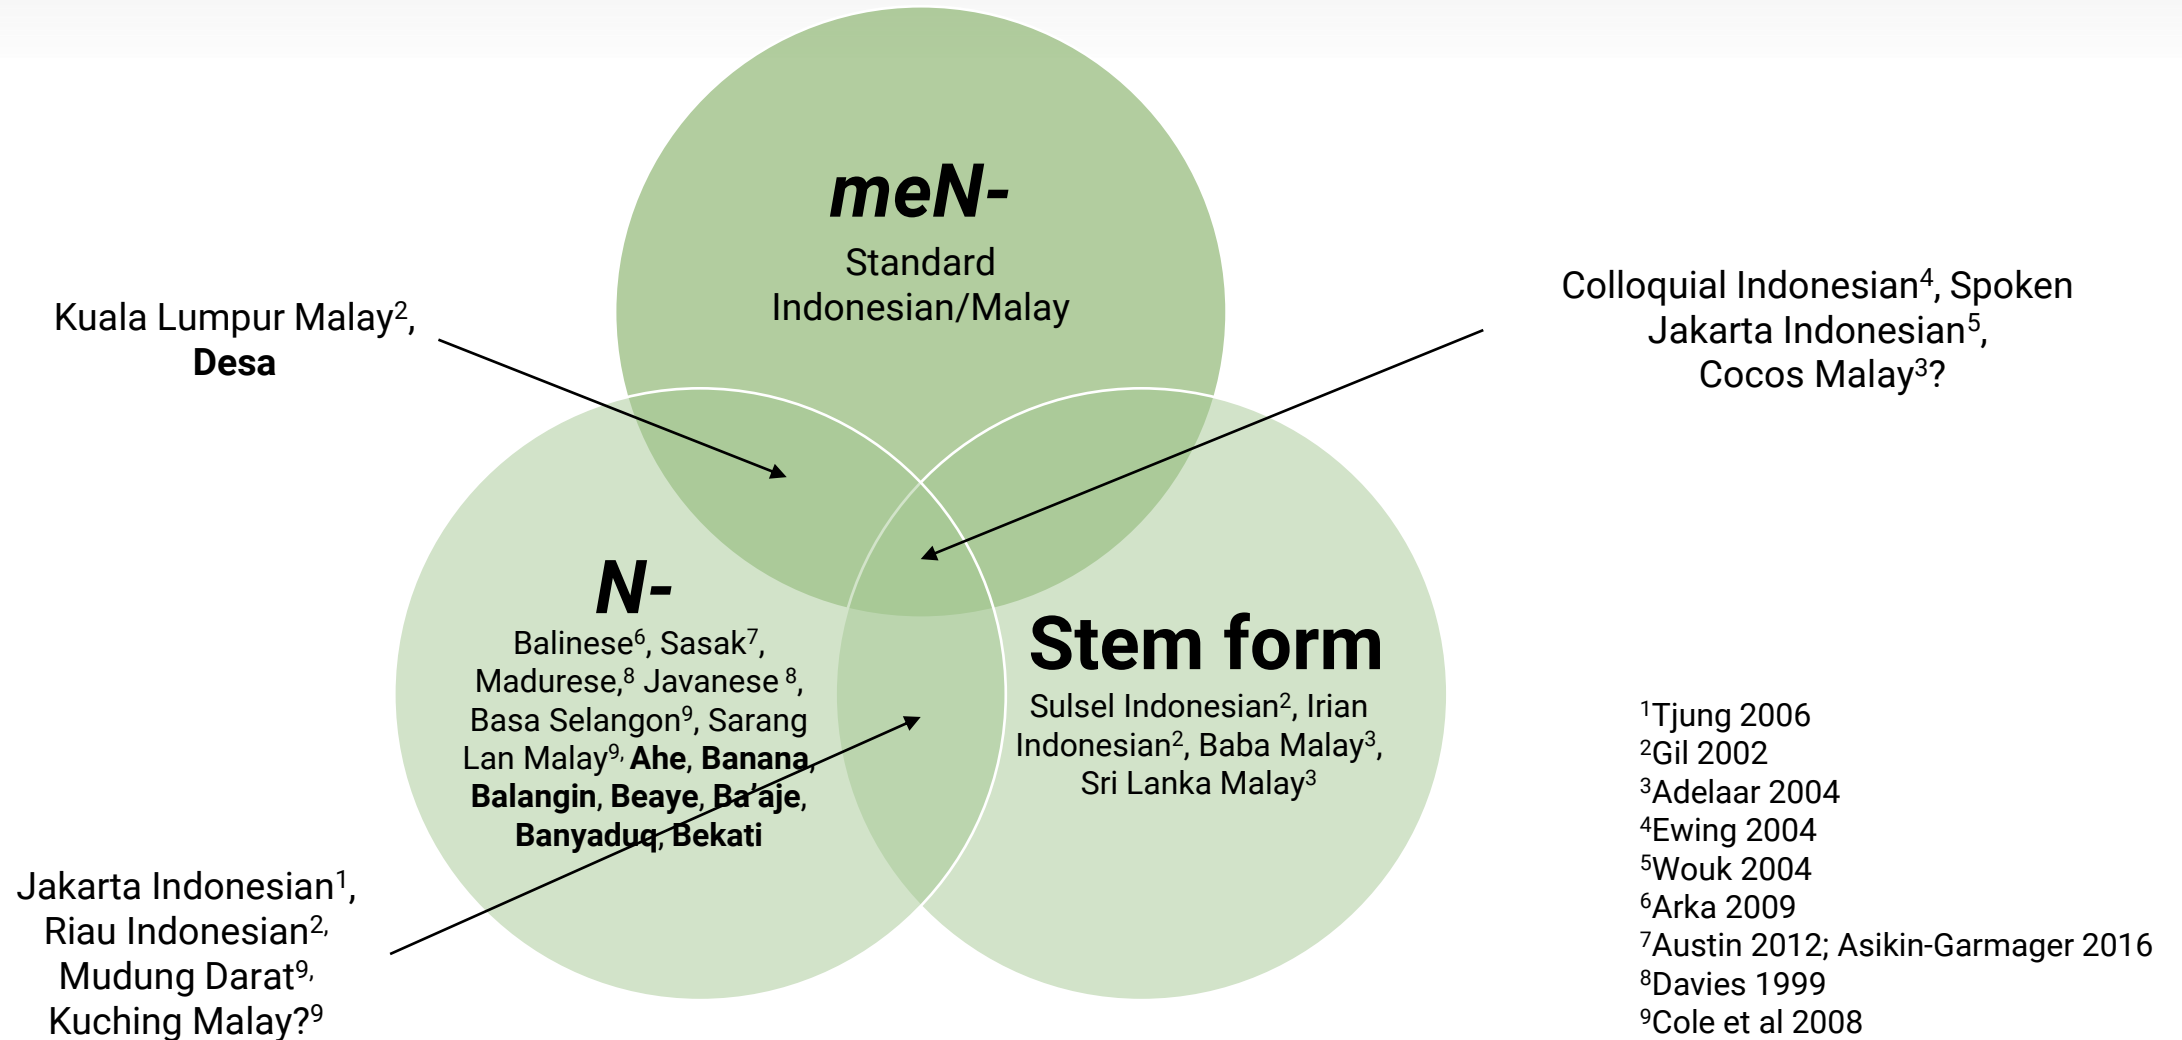 meN-
Standard
Indonesian/Malay
Kuala Lumpur Malay²,
Desa
Colloquial Indonesian⁴, Spoken
Jakarta Indonesian⁵,
Cocos Malay³?
N-
Balinese⁶, Sasak⁷,
Madurese,⁸ Javanese ⁸,
Basa Selangon⁹, Sarang
Lan Malay⁹, Ahe, Banana,
Balangin, Beaye, Ba’aje,
Banyaduq, Bekati
Stem form
Sulsel Indonesian², Irian
Indonesian², Baba Malay³,
Sri Lanka Malay³
Jakarta Indonesian¹,
Riau Indonesian²,
Mudung Darat⁹,
Kuching Malay?⁹
¹Tjung 2006
²Gil 2002
³Adelaar 2004
⁴Ewing 2004
⁵Wouk 2004
⁶Arka 2009
⁷Austin 2012; Asikin-Garmager 2016
⁸Davies 1999
⁹Cole et al 2008